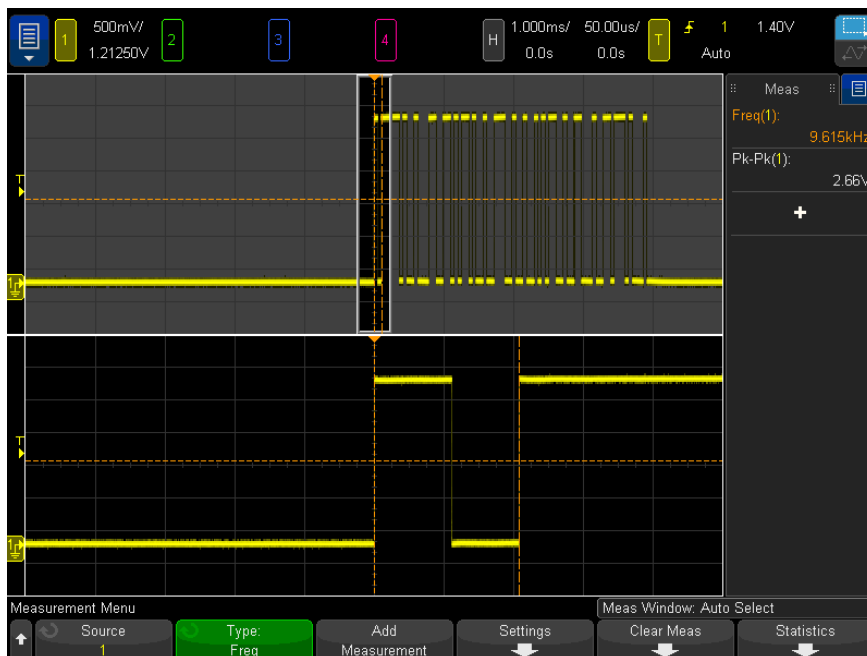 1 500mV/ 2 3 4 H 1.000ms/ 50.00us/ T 1 1.40V
1.21250V 0.0s 0.0s Auto
Meas
Freq(1):
9.615kHz
Pk-Pk(1):
2.66V
+
T
1
T
1
Measurement Menu
Meas Window: Auto Select
Source Type: Add Settings Clear Meas Statistics
1 Freq Measurement